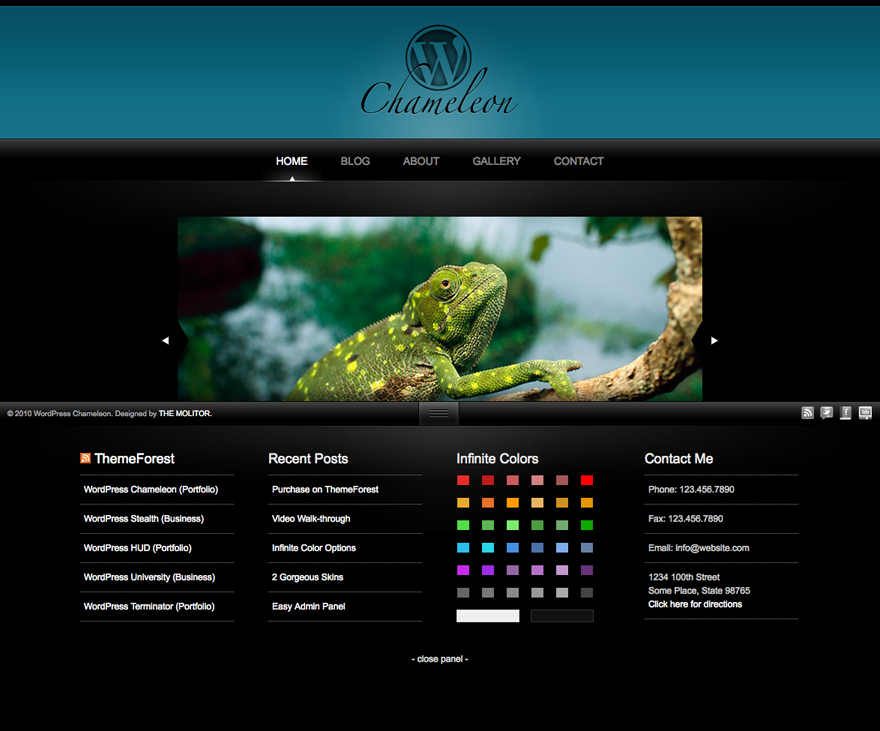 W
Chameleon
HOME BLOG ABOUT GALLERY CONTACT
© 2010 WordPress Chameleon. Designed by THE MOLITOR.
ThemeForest
WordPress Chameleon (Portfolio)
WordPress Stealth (Business)
WordPress HUD (Portfolio)
WordPress University (Business)
WordPress Terminator (Portfolio)
Recent Posts
Purchase on ThemeForest
Video Walk-through
Infinite Color Options
2 Gorgeous Skins
Easy Admin Panel
Infinite Colors
Contact Me
Phone: 123.456.7890
Fax: 123.456.7890
Email: info@website.com
1234 100th Street
Some Place, State 98765
Click here for directions
- close panel -